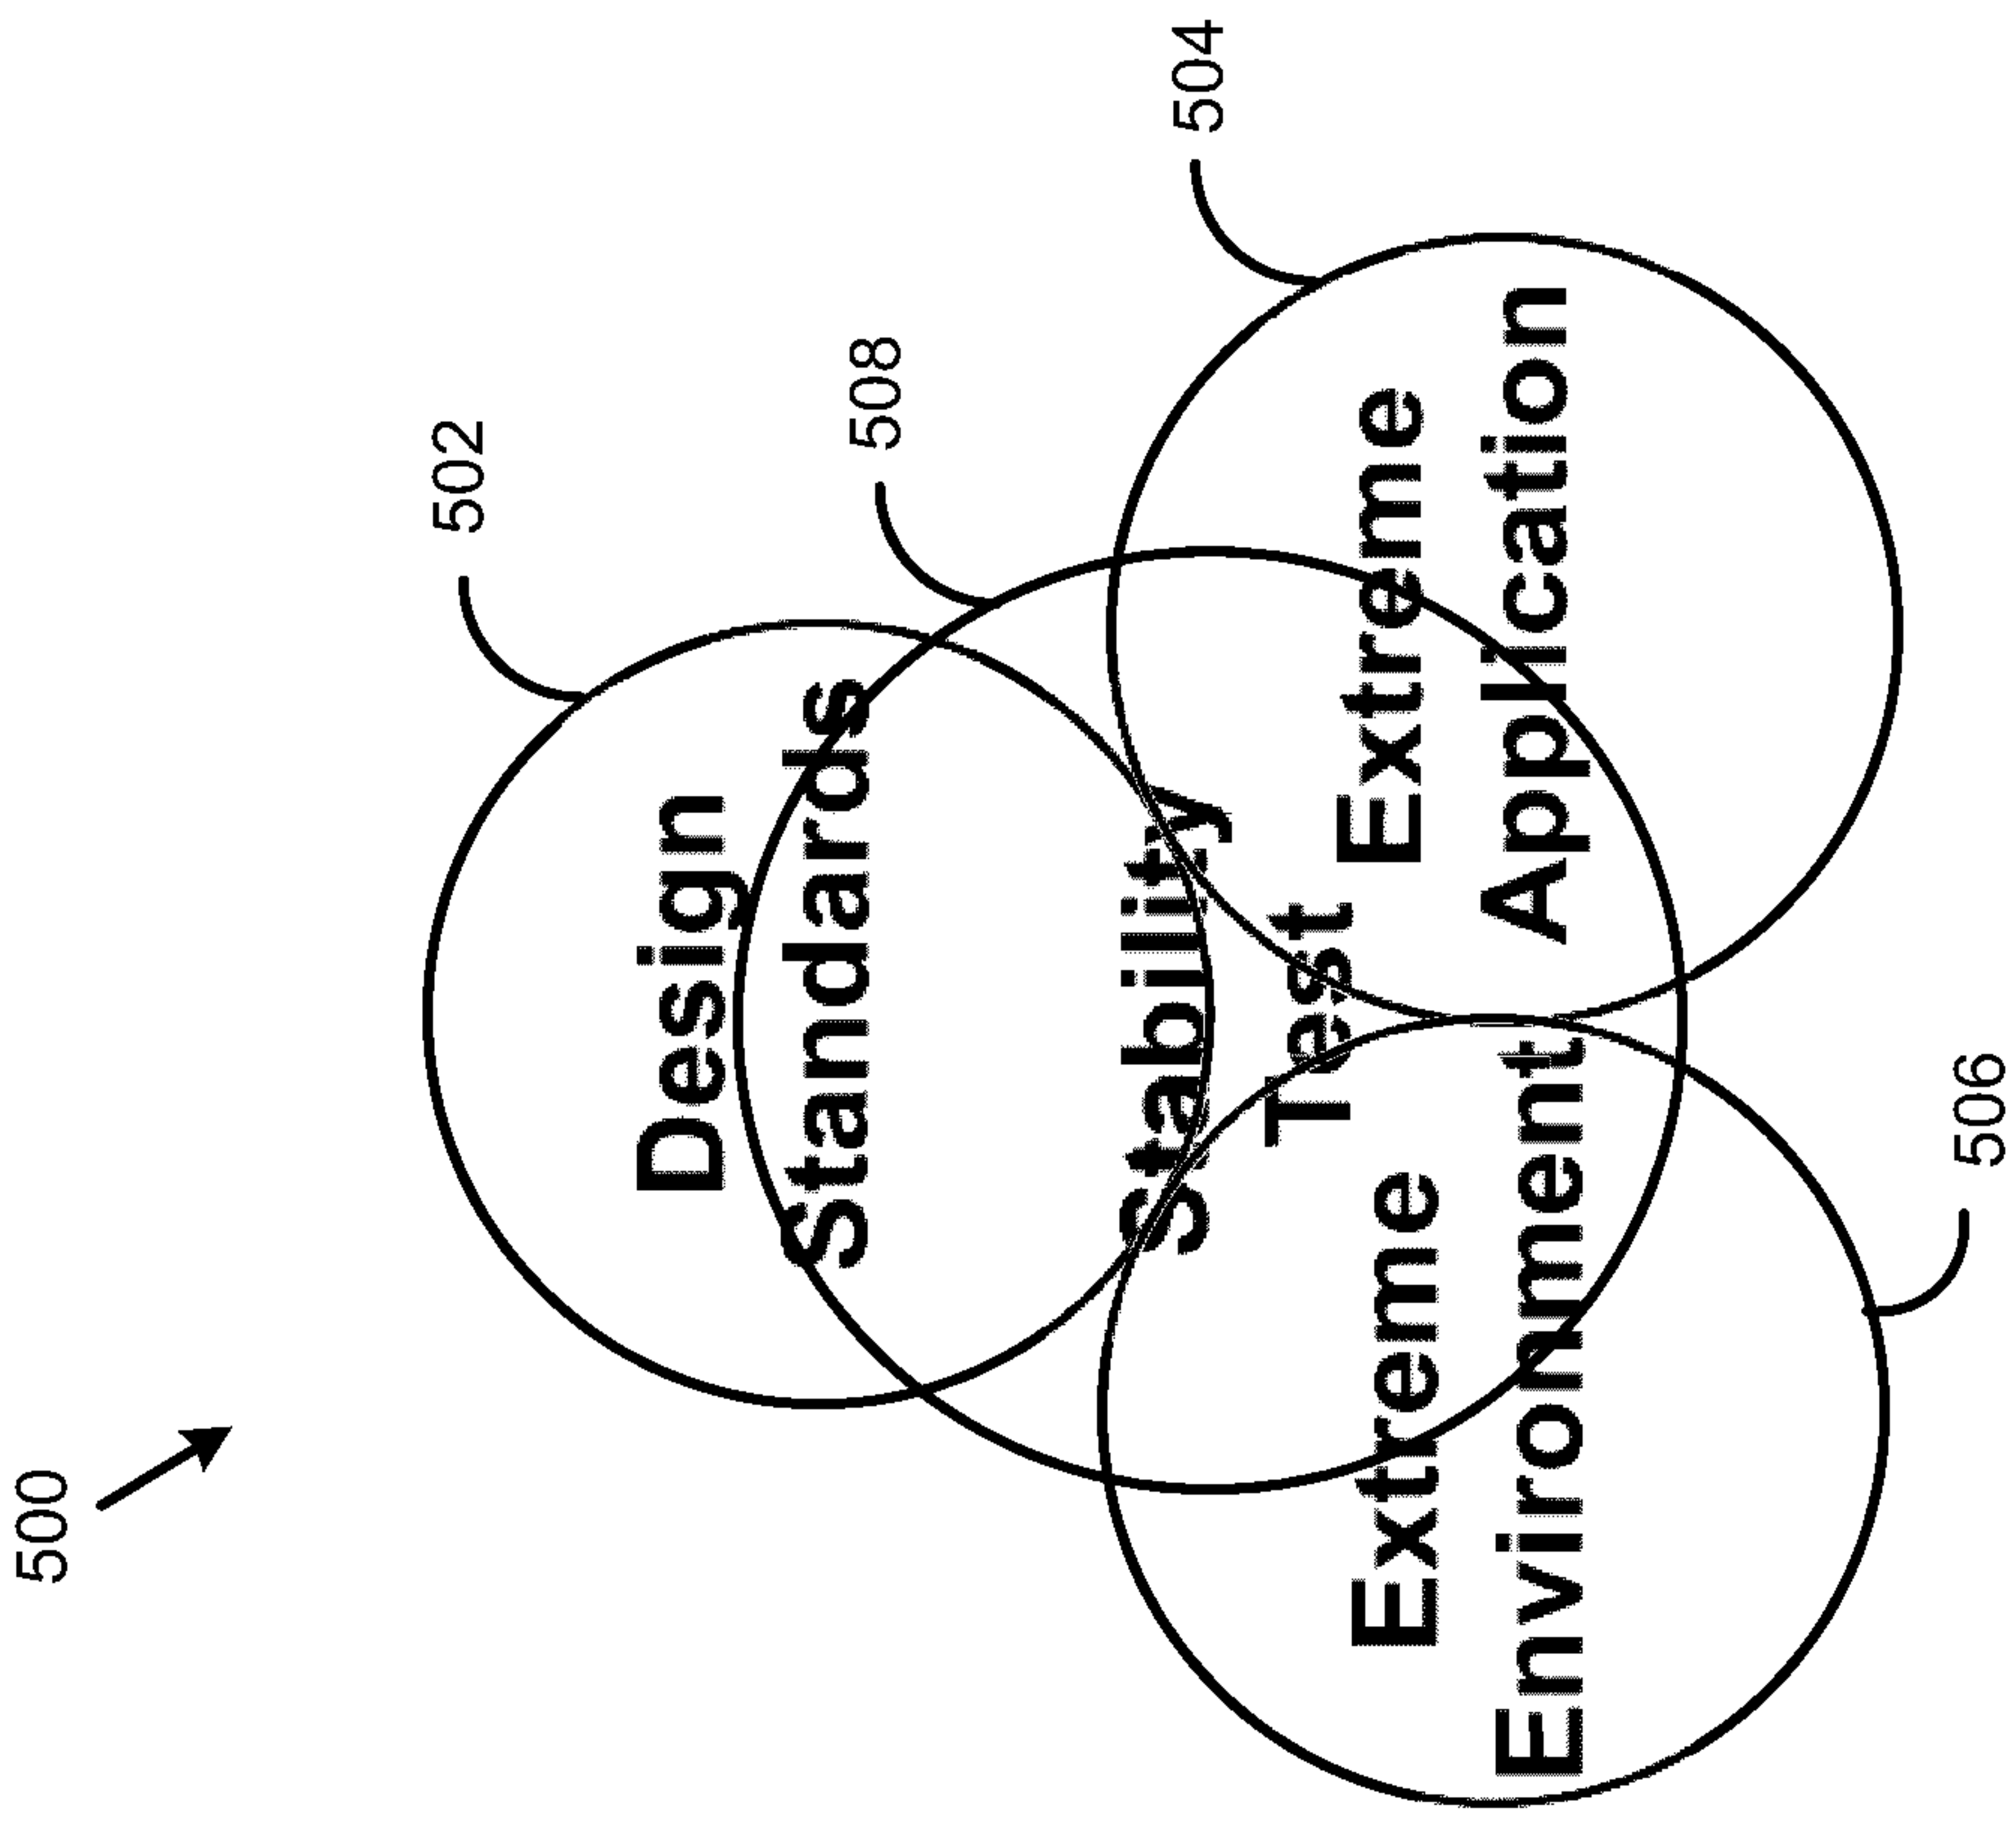 500
502
Design
Standards
508
Stability
Test
504
Extreme
Application
Extreme
Environment
506